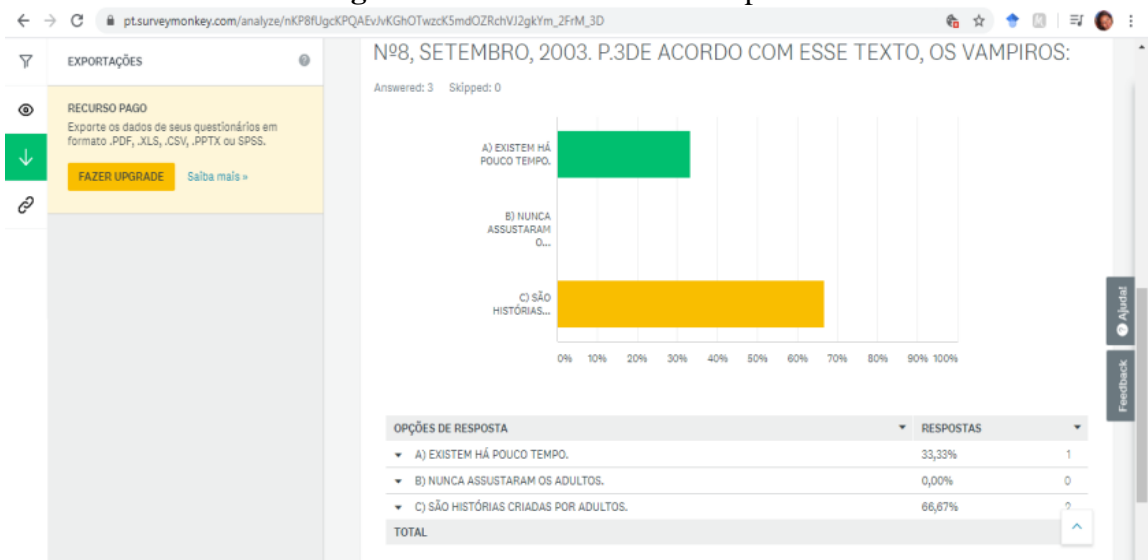 pt.surveymonkey.com/analyze/nKP8fUgcKPQAEvJvKGhOTwzcK5mdOZRchVJ2gkYm_2FrM_3D
EXPORTAÇÕES
RECURSO PAGO
Exporte os dados de seus questionários em
formato .PDF, .XLS, .CSV, .PPTX ou SPSS.
FAZER UPGRADE Saiba mais »
Nº8, SETEMBRO, 2003. P.3DE ACORDO COM ESSE TEXTO, OS VAMPIROS:
Answered: 3 Skipped: 0
A) EXISTEM HÁ
POUCO TEMPO.
B) NUNCA
ASSUSTARAM
O...
C) SÃO
HISTÓRIAS...
0% 10% 20% 30% 40% 50% 60% 70% 80% 90% 100%
OPÇÕES DE RESPOSTA RESPOSTAS
A) EXISTEM HÁ POUCO TEMPO. 33,33% 1
B) NUNCA ASSUSTARAM OS ADULTOS. 0,00% 0
C) SÃO HISTÓRIAS CRIADAS POR ADULTOS. 66,67% 2
TOTAL
Ajuda!
Feedback